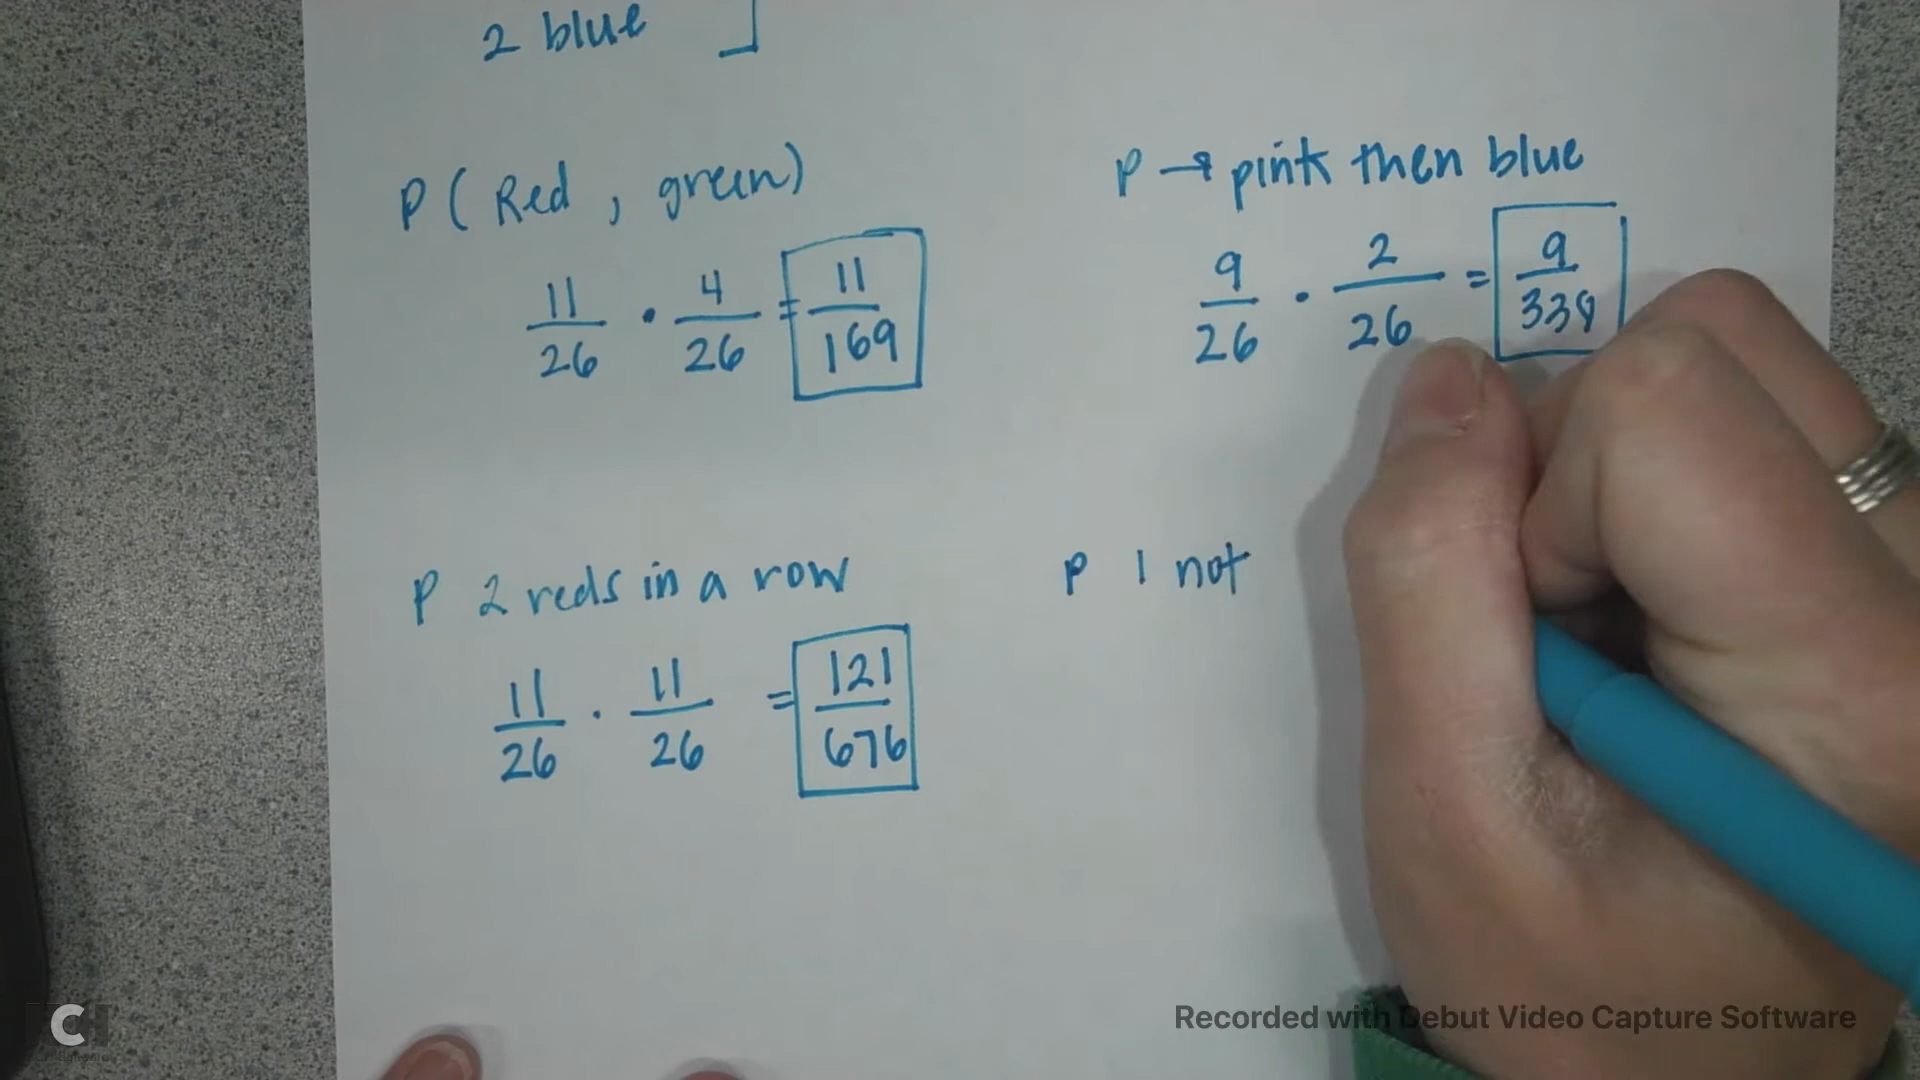 2 blue
P ( Red , green)
11/26 · 4/26 = 11/169
P → pink then blue
9/26 · 2/26 = 9/338
P 2 reds in a row
11/26 · 11/26 = 121/676
P 1 not
Recorded with Debut Video Capture Software